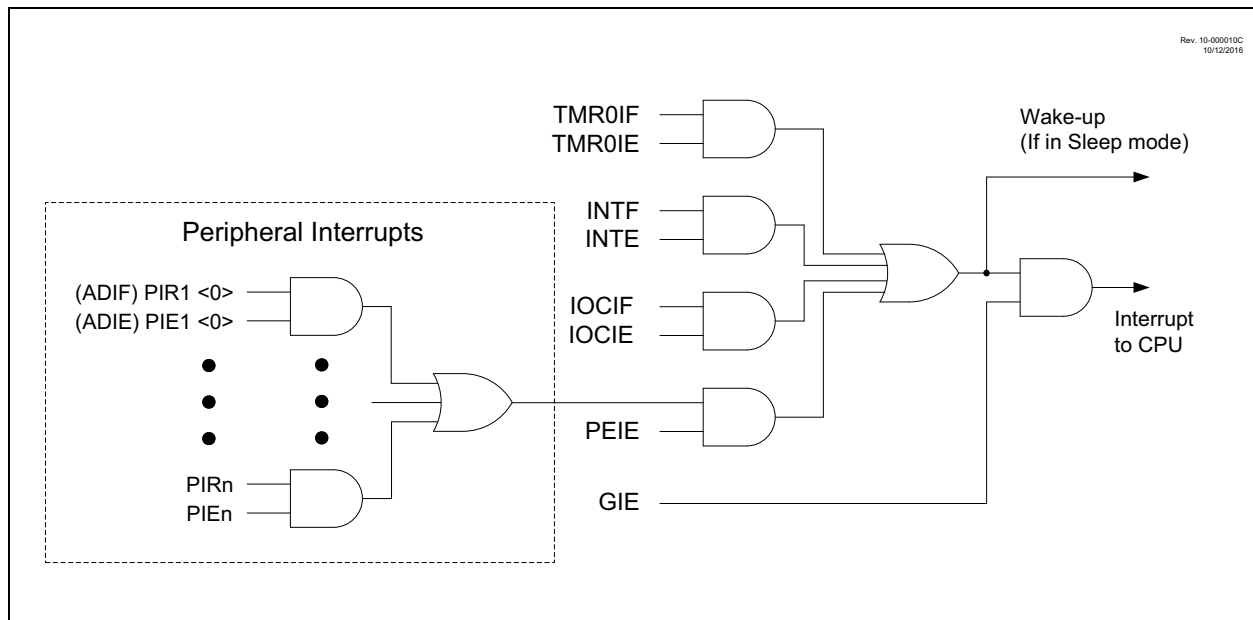 Rev. 10-000010C
10/12/2016
TMR0IF
TMR0IE
Wake-up
(If in Sleep mode)
INTF
INTE
Peripheral Interrupts
(ADIF) PIR1 <0>
(ADIE) PIE1 <0>
IOCIF
IOCIE
Interrupt
to CPU
PEIE
PIRn
PIEn
GIE